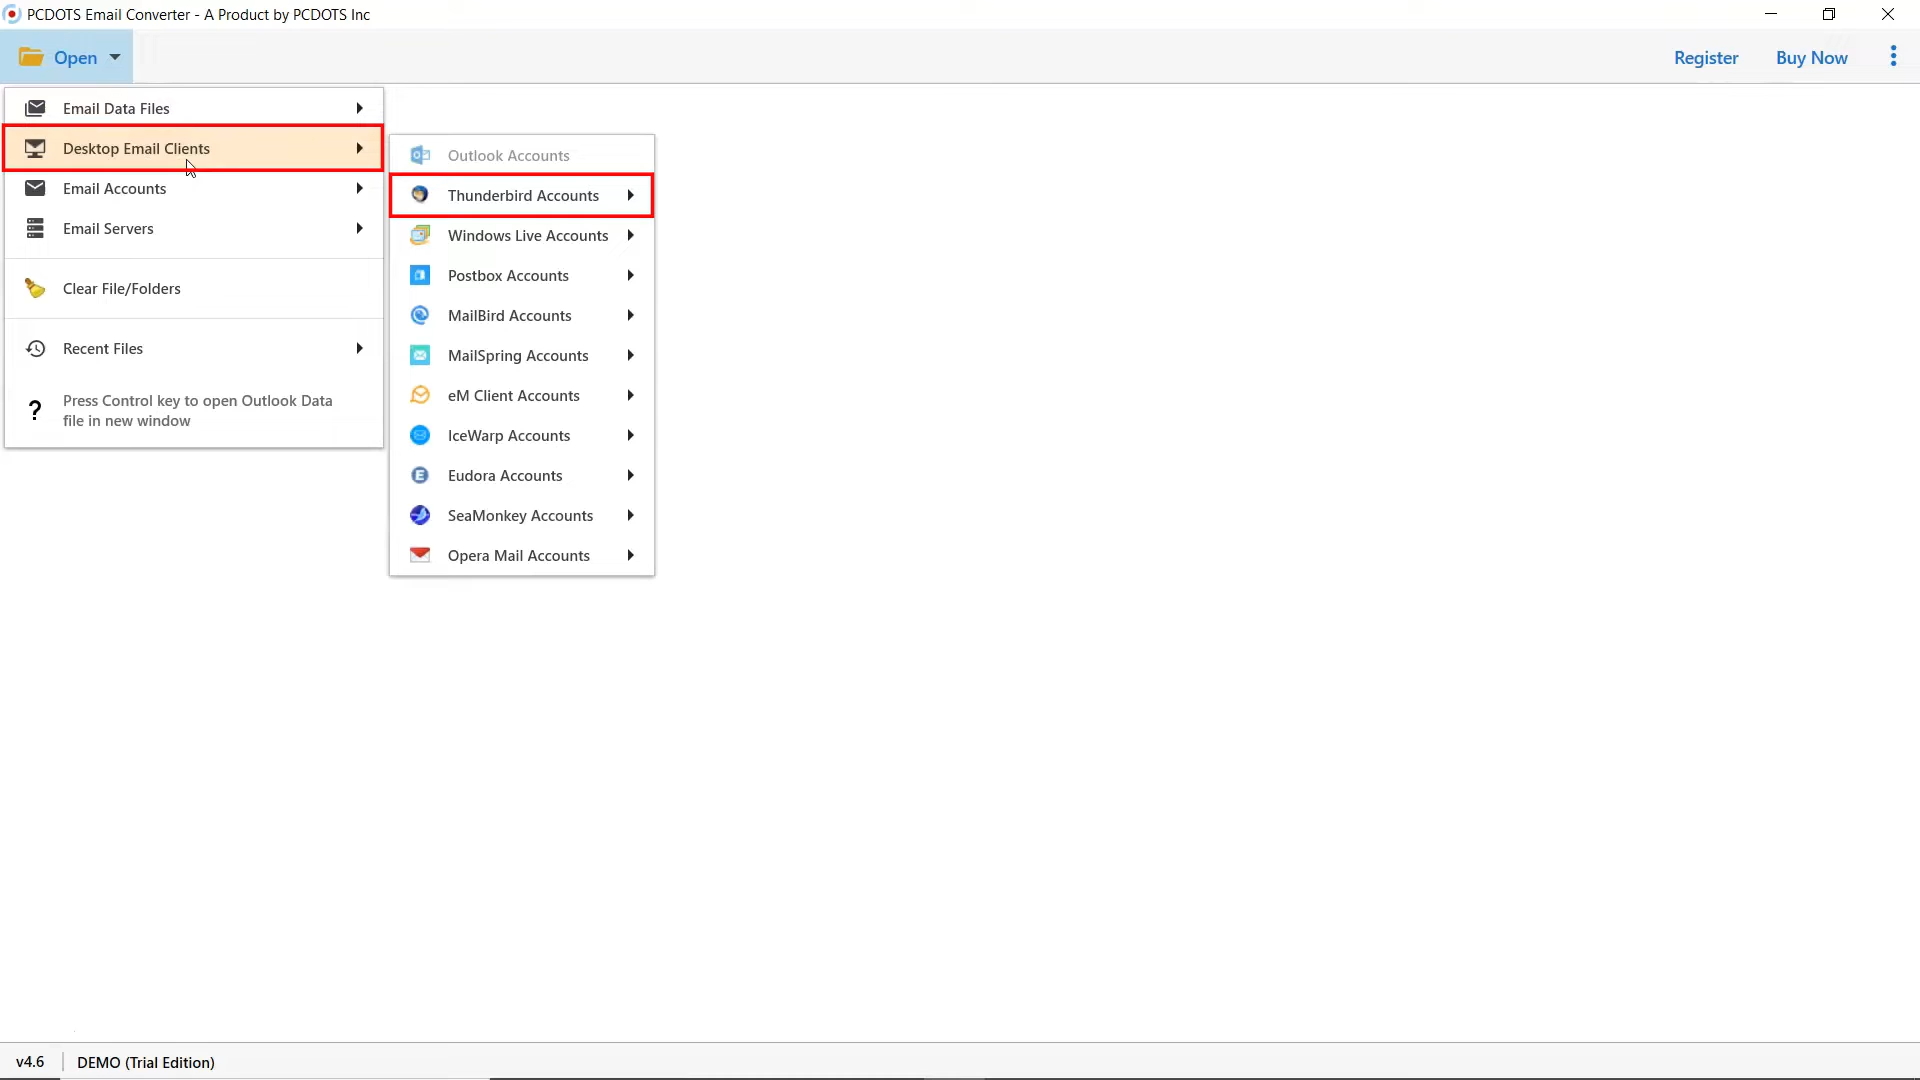 PCDOTS Email Converter - A Product by PCDOTS Inc
Open
Register
Buy Now
Email Data Files
Desktop Email Clients
Email Accounts
Email Servers
Clear File/Folders
Recent Files
? Press Control key to open Outlook Data
file in new window
Outlook Accounts
Thunderbird Accounts
Windows Live Accounts
Postbox Accounts
MailBird Accounts
MailSpring Accounts
eM Client Accounts
IceWarp Accounts
Eudora Accounts
SeaMonkey Accounts
Opera Mail Accounts
v4.6
DEMO (Trial Edition)